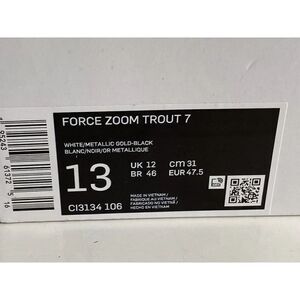 FORCE ZOOM TROUT 7
WHITE/METALLIC GOLD-BLACK
BLANC/NOIR/OR METALLIQUE
13
UK 12 CM 31
BR 46 EUR 47.5
CI3134 106
MADE IN VIETNAM /
FABRIQUÉ AU VIETNAM /
FABRICADO NO VIETNÃ /
HECHO EN VIETNAM